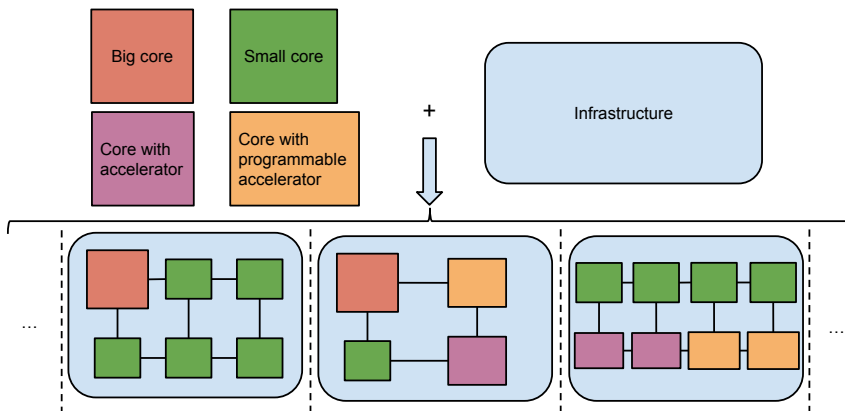 Big core
Small core
+
Infrastructure
Core with
accelerator
Core with
programmable
accelerator
...
...